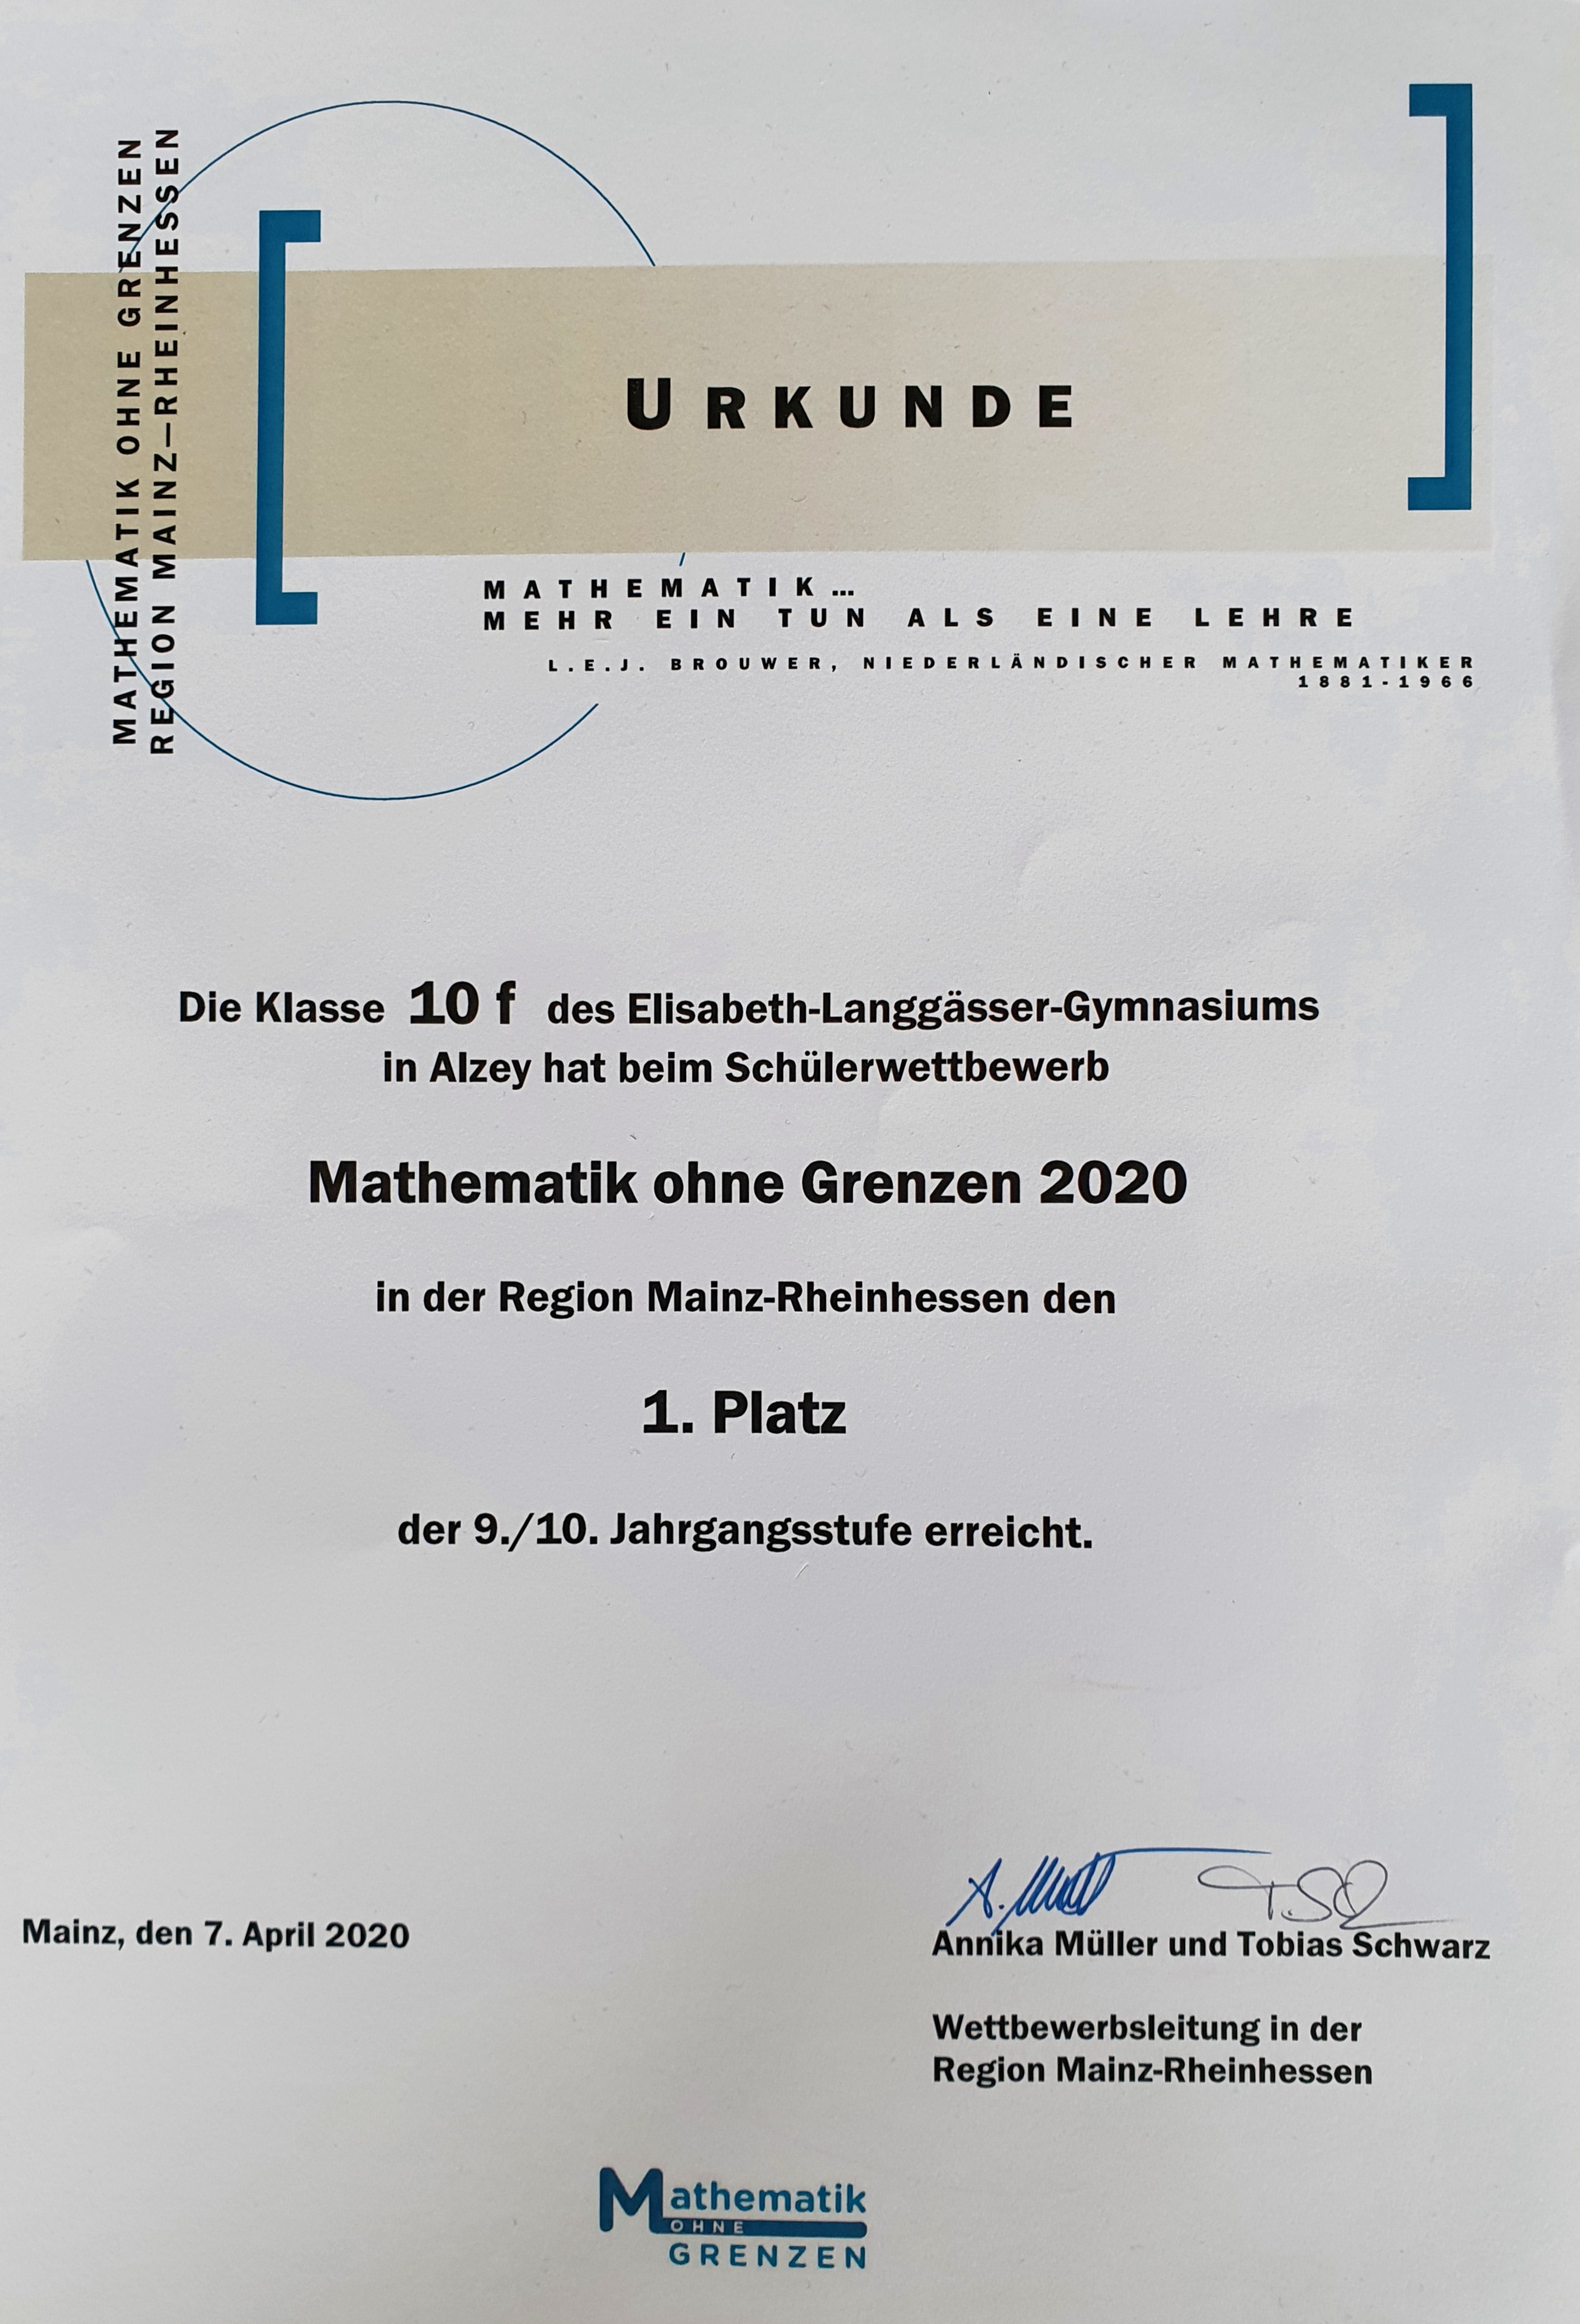 MATHEMATIK OHNE GRENZEN
REGION MAINZ–RHEINHESSEN
URKUNDE
MATHEMATIK…
MEHR EIN TUN ALS EINE LEHRE
L.E.J. BROUWER, NIEDERLÄNDISCHER MATHEMATIKER
1881-1966
Die Klasse 10 f des Elisabeth-Langgässer-Gymnasiums
in Alzey hat beim Schülerwettbewerb
Mathematik ohne Grenzen 2020
in der Region Mainz-Rheinhessen den
1. Platz
der 9./10. Jahrgangsstufe erreicht.
Mainz, den 7. April 2020
Annika Müller und Tobias Schwarz
Wettbewerbsleitung in der
Region Mainz-Rheinhessen
Mathematik
OHNE
GRENZEN